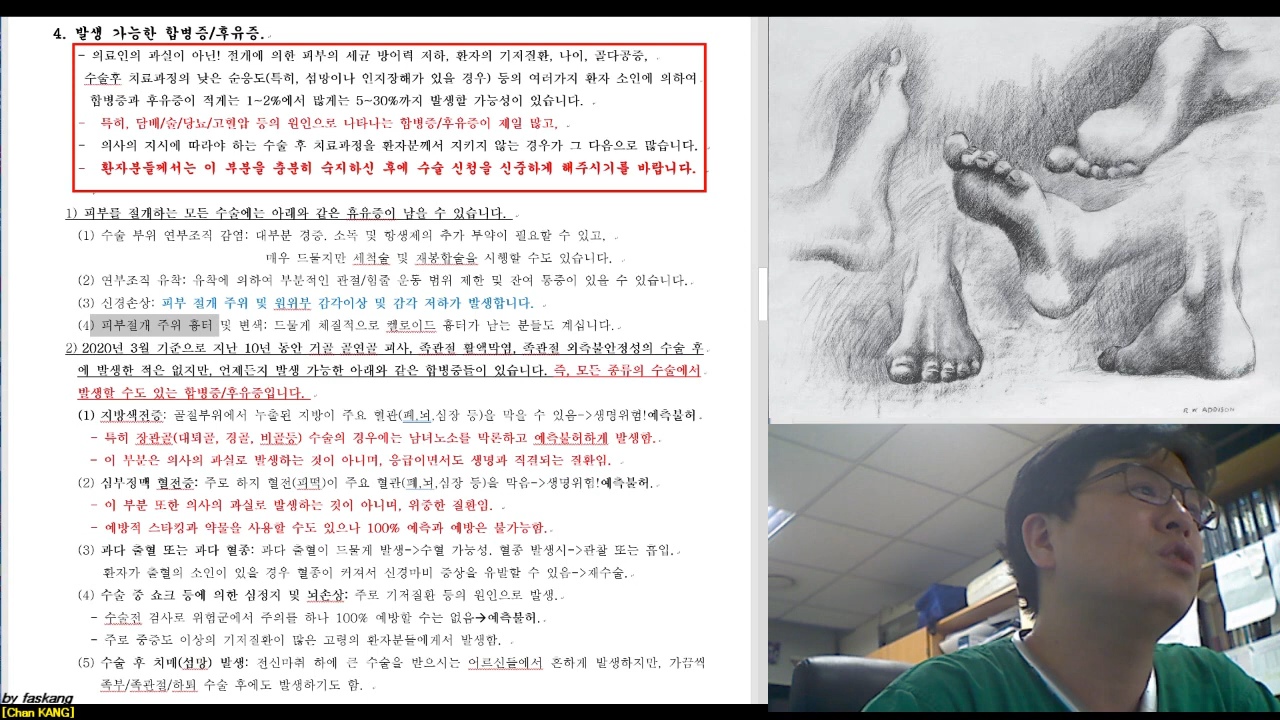 4. 발생 가능한 합병증/후유증.
- 의료인의 과실이 아닌! 절개에 의한 피부의 세균 방이력 저하, 환자의 기저질환, 나이, 골다공증,
수술후 치료과정의 낮은 순응도(특히, 섬망이나 인지장해가 있을 경우) 등의 여러가지 환자 소인에 의하여
합병증과 후유증이 적게는 1~2%에서 많게는 5~30%까지 발생할 가능성이 있습니다.
- 특히, 담배/술/당뇨/고혈압 등의 원인으로 나타나는 합병증/후유증이 제일 많고,
- 의사의 지시에 따라야 하는 수술 후 치료과정을 환자분께서 지키지 않는 경우가 그 다음으로 많습니다.
- 환자분들께서는 이 부분을 충분히 숙지하신 후에 수술 신청을 신중하게 해주시기를 바랍니다.
1) 피부를 절개하는 모든 수술에는 아래와 같은 휴유증이 남을 수 있습니다.
(1) 수술 부위 연부조직 감염: 대부분 경증. 소독 및 항생제의 추가 투약이 필요할 수 있고,
매우 드물지만 세척술 및 재봉합술을 시행할 수도 있습니다.
(2) 연부조직 유착: 유착에 의하여 부분적인 관절/힘줄 운동 범위 제한 및 잔여 통증이 있을 수 있습니다.
(3) 신경손상: 피부 절개 주위 및 원위부 감각이상 및 감각 저하가 발생합니다.
(4) 피부절개 주위 흉터 및 변색: 드물게 체질적으로 켈로이드 흉터가 남는 분들도 계십니다.
2) 2020년 3월 기준으로 지난 10년 동안 거골 골연골 괴사, 족관절 활액막염, 족관절 외측불안정성의 수술 후
에 발생한 적은 없지만, 언제든지 발생 가능한 아래와 같은 합병증들이 있습니다. 즉, 모든 종류의 수술에서
발생할 수도 있는 합병증/후유증입니다.
(1) 지방색전증: 골절부위에서 누출된 지방이 주요 혈관(폐,뇌,심장 등)을 막을 수 있음->생명위험!예측불허.
- 특히 장관골(대퇴골, 경골, 비골등) 수술의 경우에는 남녀노소를 막론하고 예측불허하게 발생함.
- 이 부분은 의사의 과실로 발생하는 것이 아니며, 응급이면서도 생명과 직결되는 질환임.
(2) 심부정맥 혈전증: 주로 하지 혈전(피떡)이 주요 혈관(폐,뇌,심장 등)을 막음->생명위험!예측불허.
- 이 부분 또한 의사의 과실로 발생하는 것이 아니며, 위중한 질환임.
- 예방적 스타킹과 약물을 사용할 수도 있으나 100% 예측과 예방은 불가능함.
(3) 과다 출혈 또는 과다 혈종: 과다 출혈이 드물게 발생->수혈 가능성, 혈종 발생시->관찰 또는 흡입.
환자가 출혈의 소인이 있을 경우 혈종이 커져서 신경마비 증상을 유발할 수 있음->재수술.
(4) 수술 중 쇼크 등에 의한 심정지 및 뇌손상: 주로 기저질환 등의 원인으로 발생.
- 수술전 검사로 위험군에서 주의를 하나 100% 예방할 수는 없음→예측불허.
- 주로 중증도 이상의 기저질환이 많은 고령의 환자분들에게서 발생함.
(5) 수술 후 치매(섬망) 발생: 전신마취 하에 큰 수술을 받으시는 어르신들에서 흔하게 발생하지만, 가끔씩
족부/족관절/하퇴 수술 후에도 발생하기도 함.
by faskang
[Chan KANG]
R W ADDISON